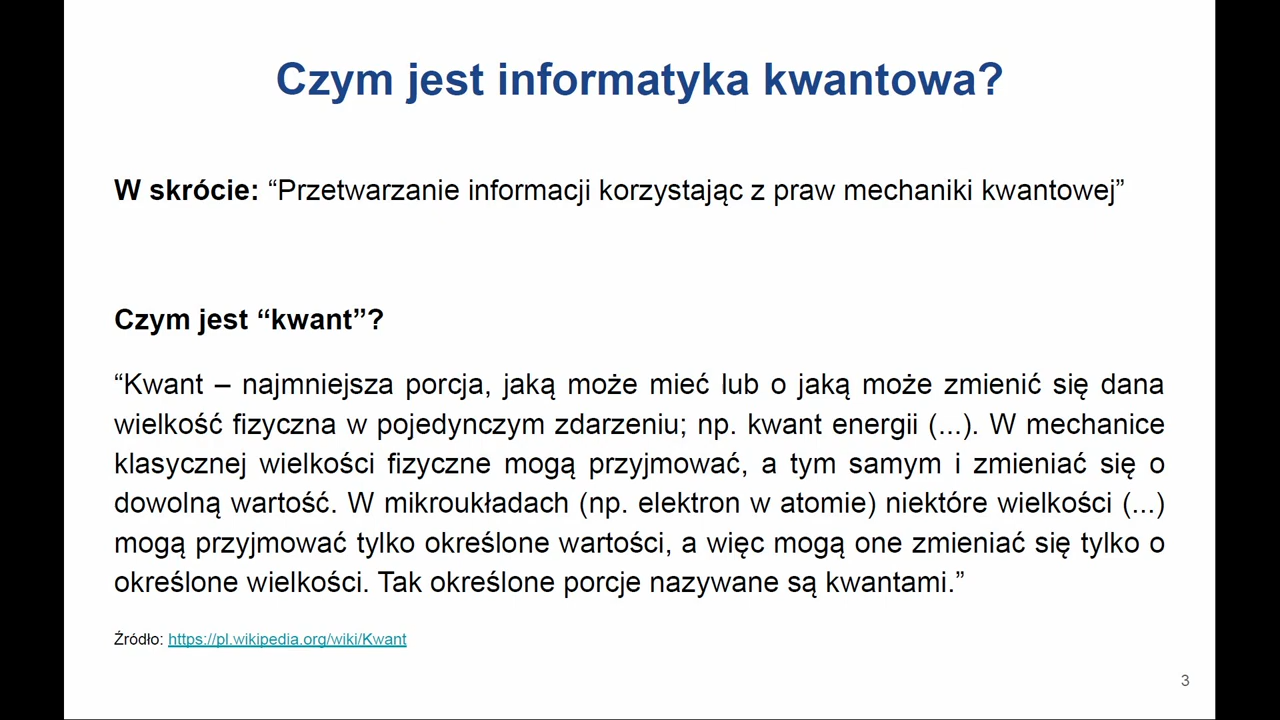 Czym jest informatyka kwantowa?
W skrócie: “Przetwarzanie informacji korzystając z praw mechaniki kwantowej”
Czym jest “kwant”?
“Kwant – najmniejsza porcja, jaką może mieć lub o jaką może zmienić się dana
wielkość fizyczna w pojedynczym zdarzeniu; np. kwant energii (...). W mechanice
klasycznej wielkości fizyczne mogą przyjmować, a tym samym i zmieniać się o
dowolną wartość. W mikroukładach (np. elektron w atomie) niektóre wielkości (...)
mogą przyjmować tylko określone wartości, a więc mogą one zmieniać się tylko o
określone wielkości. Tak określone porcje nazywane są kwantami.”
Źródło: https://pl.wikipedia.org/wiki/Kwant
3